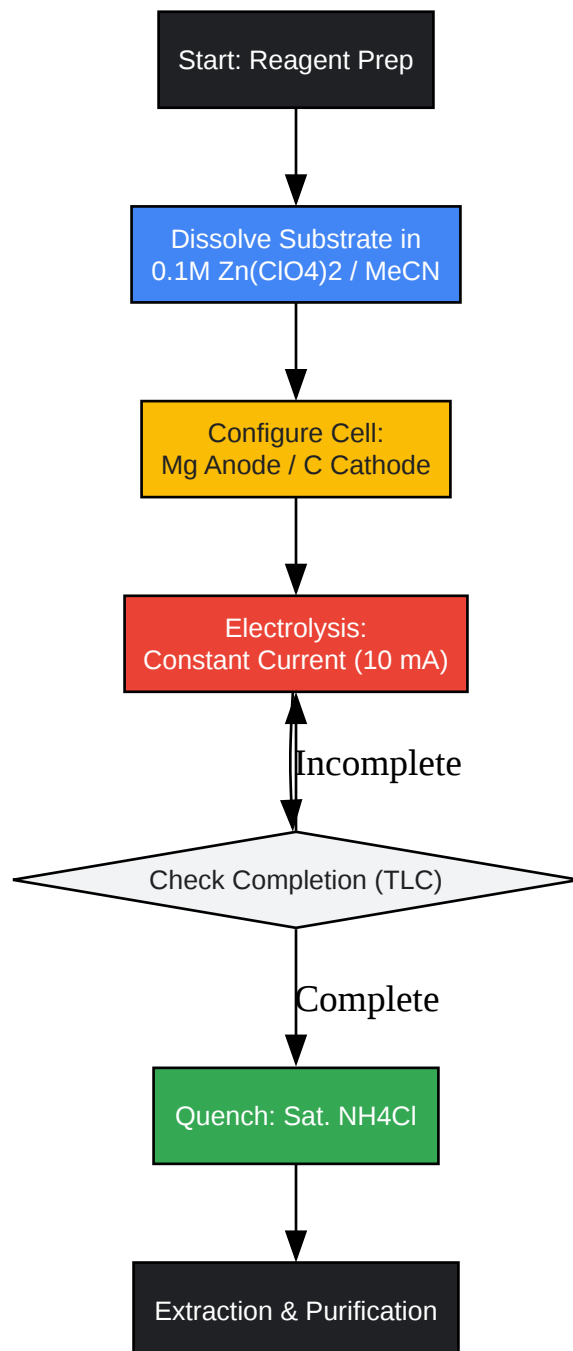 Start: Reagent Prep
Dissolve Substrate in
0.1M Zn(ClO4)2 / MeCN
Configure Cell:
Mg Anode / C Cathode
Electrolysis:
Constant Current (10 mA)
Incomplete
Check Completion (TLC)
Complete
Quench: Sat. NH4Cl
Extraction & Purification